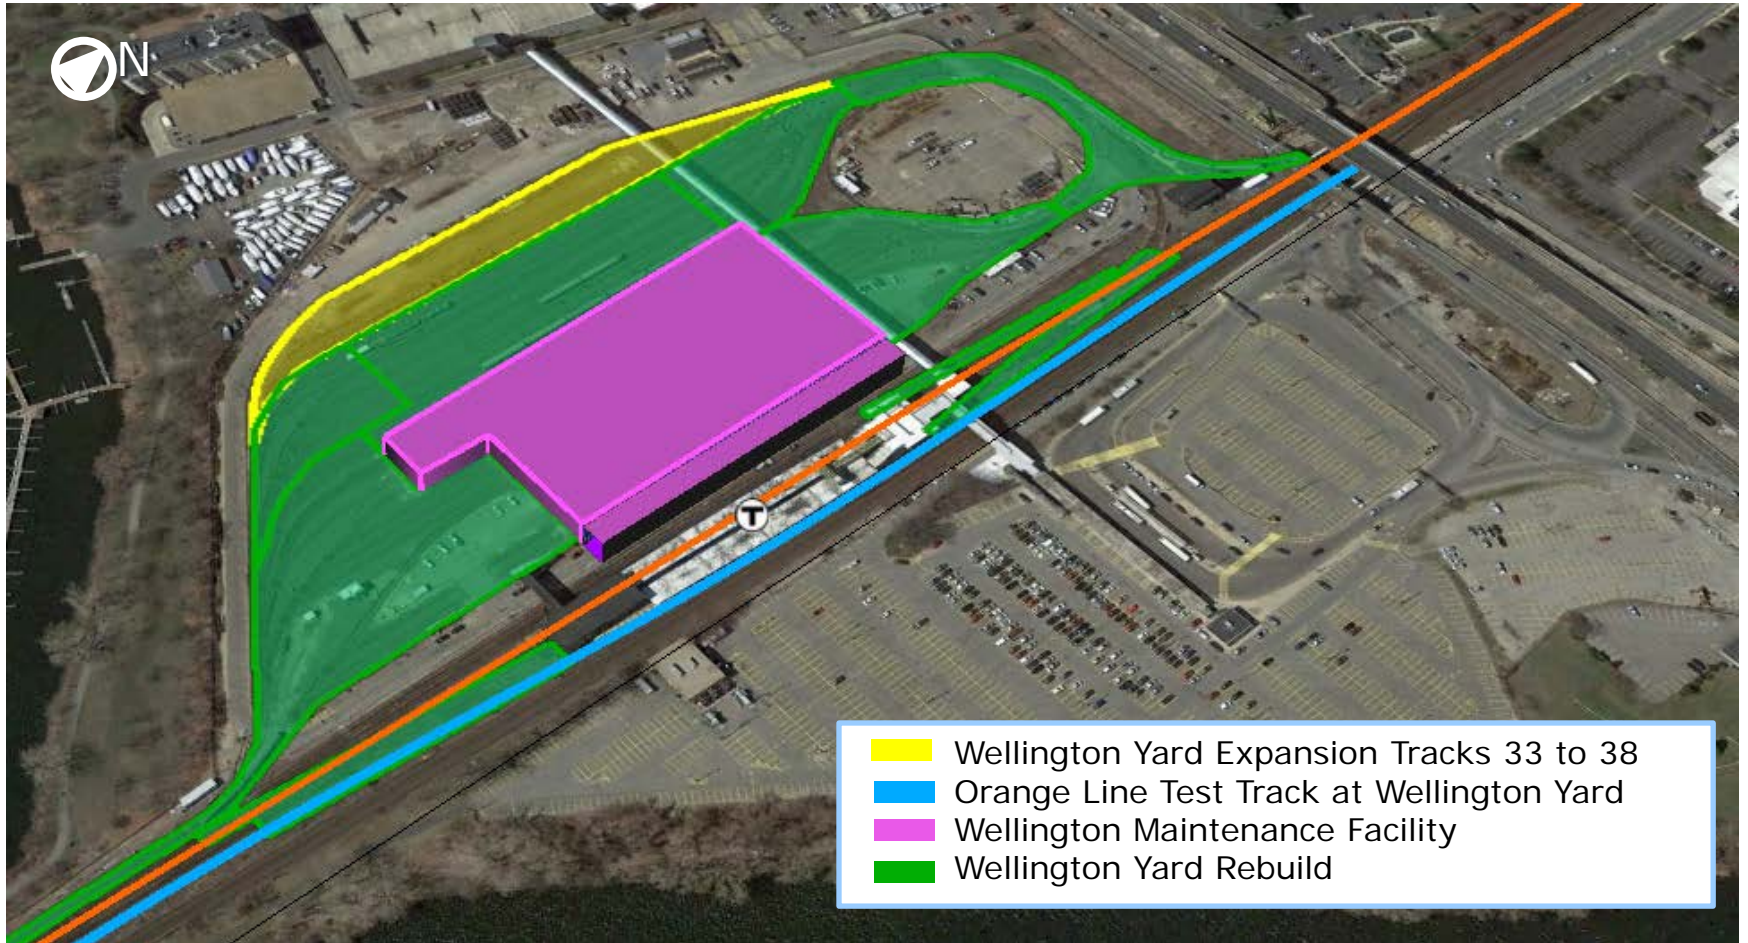 N
T
Wellington Yard Expansion Tracks 33 to 38
Orange Line Test Track at Wellington Yard
Wellington Maintenance Facility
Wellington Yard Rebuild